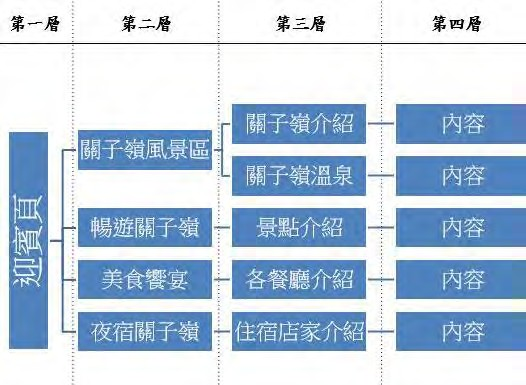 第一層 第二層 第三層 第四層
迎賓頁
關子嶺風景區
關子嶺介紹 內容
關子嶺溫泉 內容
暢遊關子嶺 景點介紹 內容
美食饗宴 各餐廳介紹 內容
夜宿關子嶺 住宿店家介紹 內容